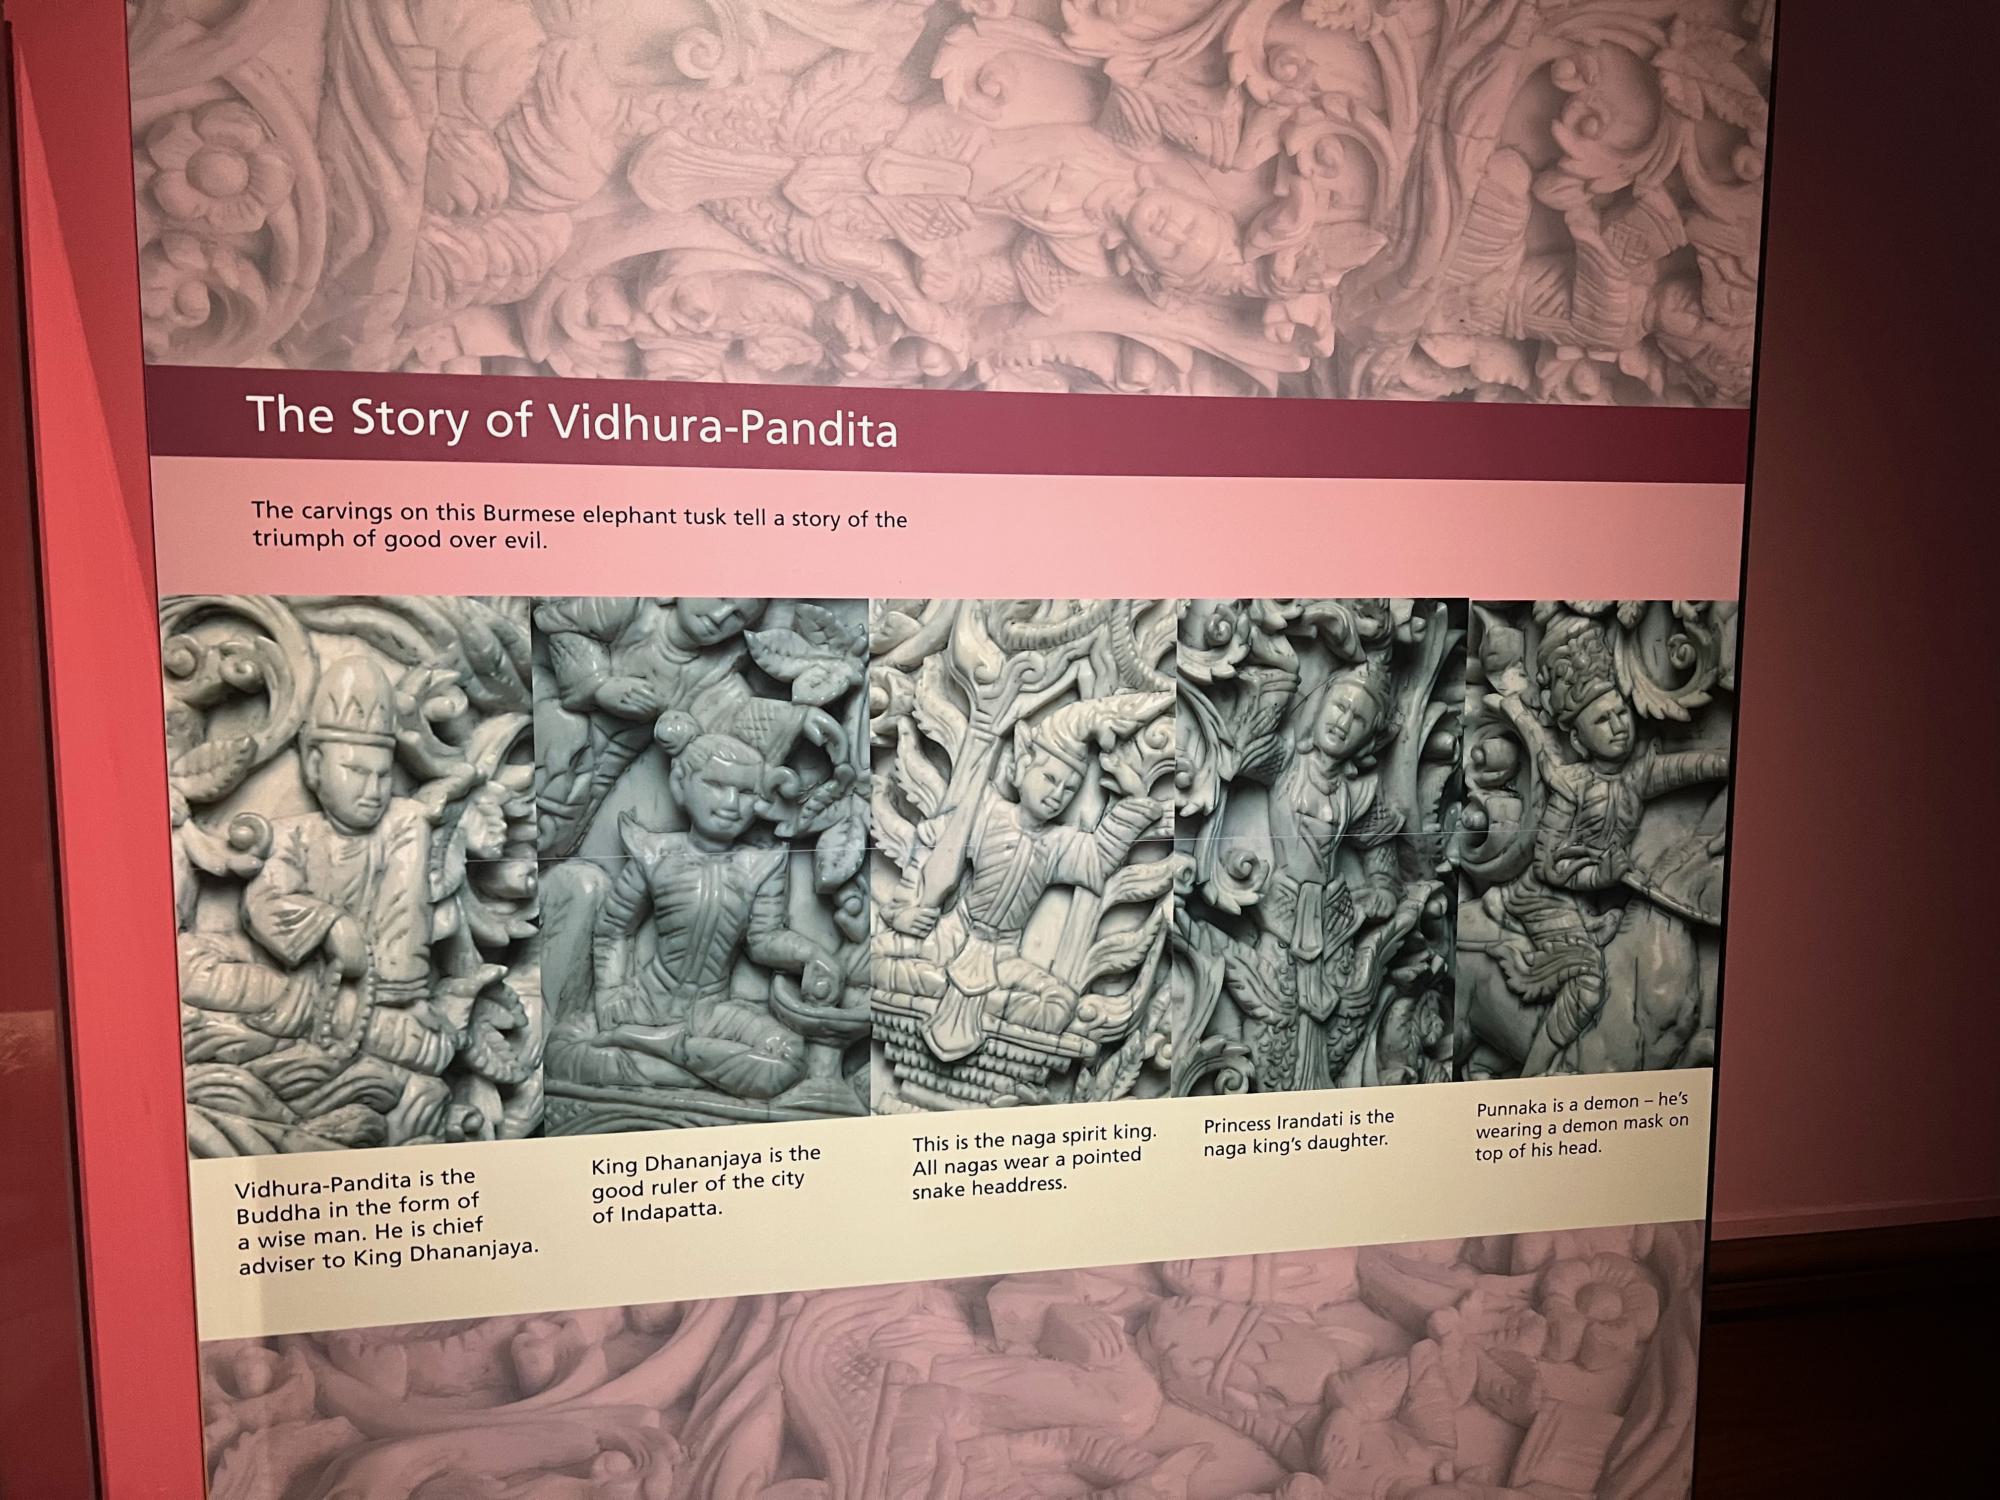 The Story of Vidhura-Pandita
The carvings on this Burmese elephant tusk tell a story of the
triumph of good over evil.
Vidhura-Pandita is the
Buddha in the form of
a wise man. He is chief
adviser to King Dhananjaya.
King Dhananjaya is the
good ruler of the city
of Indapatta.
This is the naga spirit king.
All nagas wear a pointed
snake headdress.
Princess Irandati is the
naga king's daughter.
Punnaka is a demon – he's
wearing a demon mask on
top of his head.